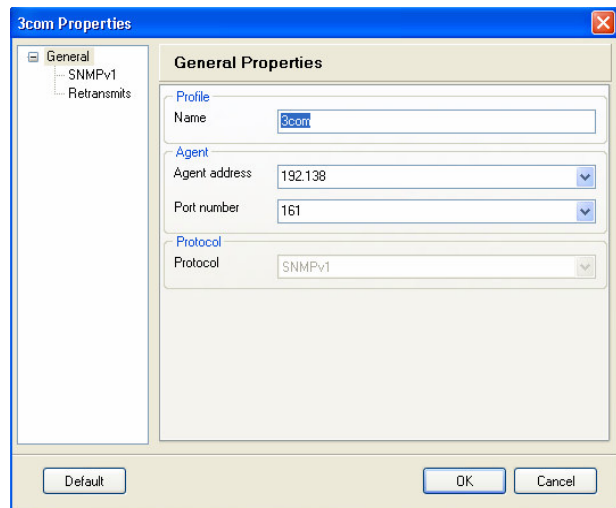 3com Properties
General
SNMPv1
Retransmits
General Properties
Profile
Name
3com
Agent
Agent address
192.138
Port number
161
Protocol
Protocol
SNMPv1
Default
OK
Cancel